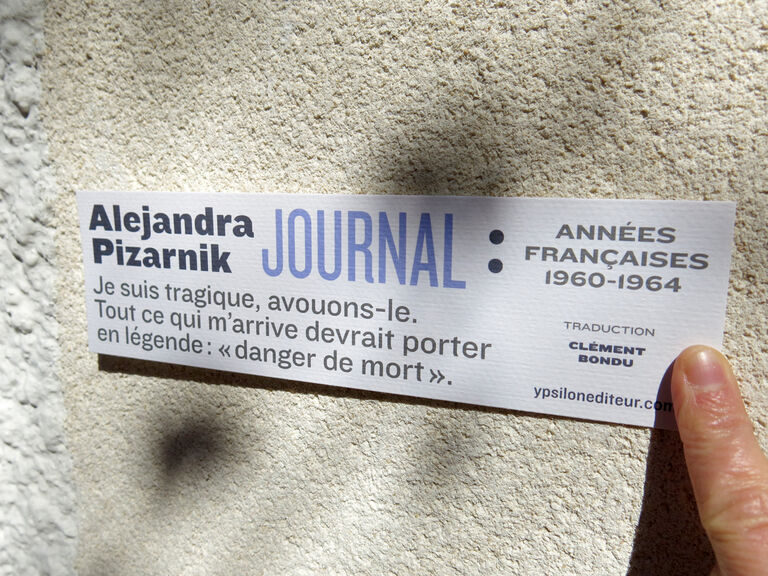 Alejandra
Pizarnik
JOURNAL :
Je suis tragique, avouons-le.
Tout ce qui m'arrive devrait porter
en légende : « danger de mort ».
ANNÉES
FRANÇAISES
1960-1964
TRADUCTION
CLÉMENT
BONDU
ypsilonediteur.com